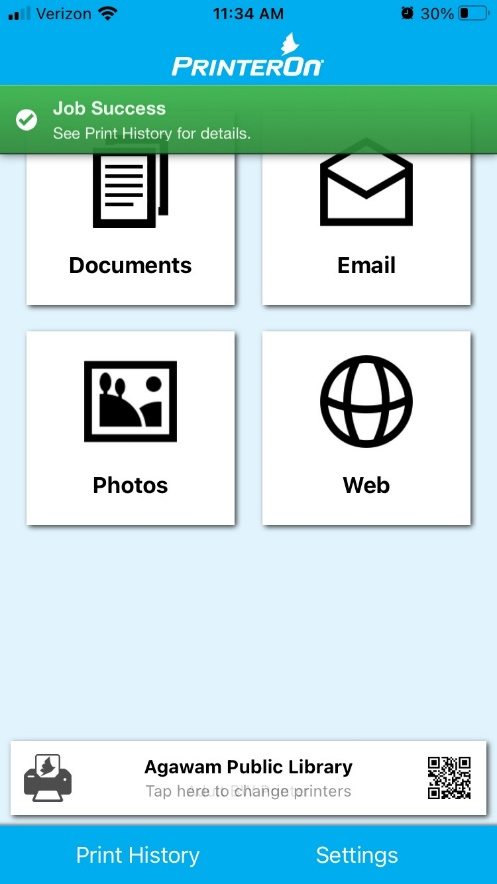 Verizon 11:34 AM 30%
PRINTERON
Job Success
See Print History for details.
Documents Email
Photos Web
Agawam Public Library
Tap here to change printers
Print History Settings